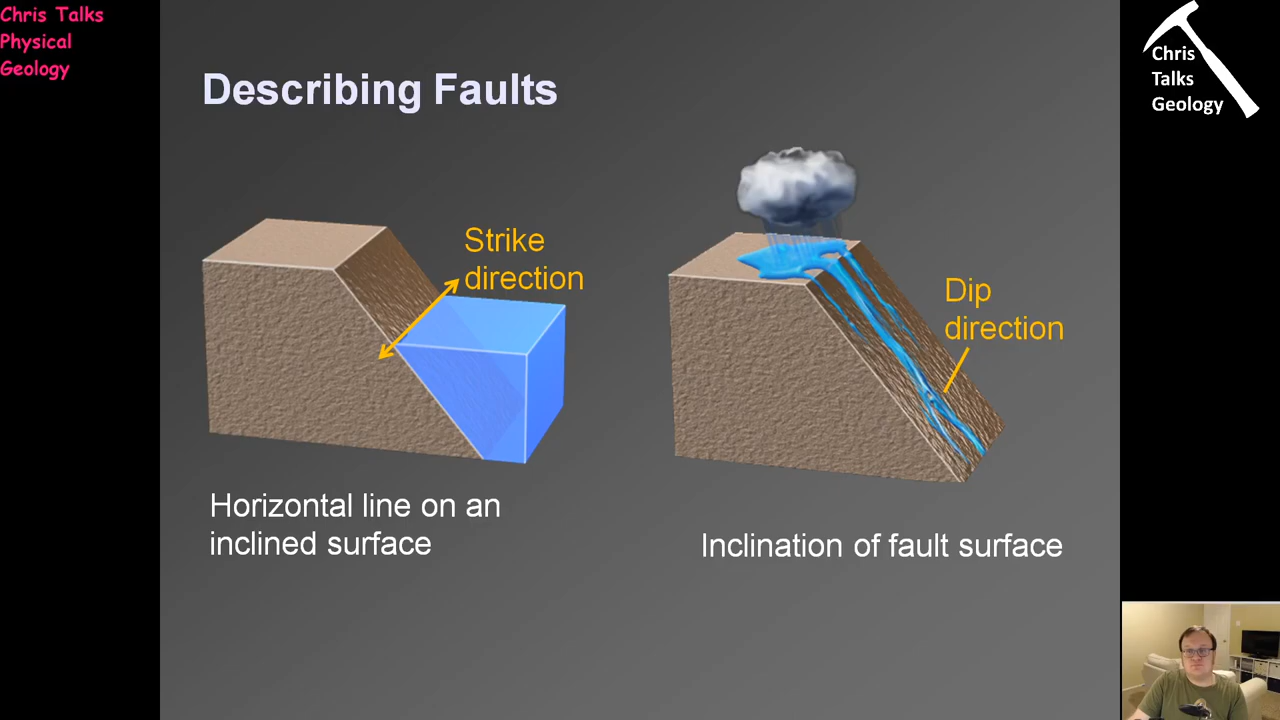 Chris Talks
Physical
Geology
Chris
Talks
Geology
Describing Faults
Strike
direction
Dip
direction
Horizontal line on an
inclined surface
Inclination of fault surface